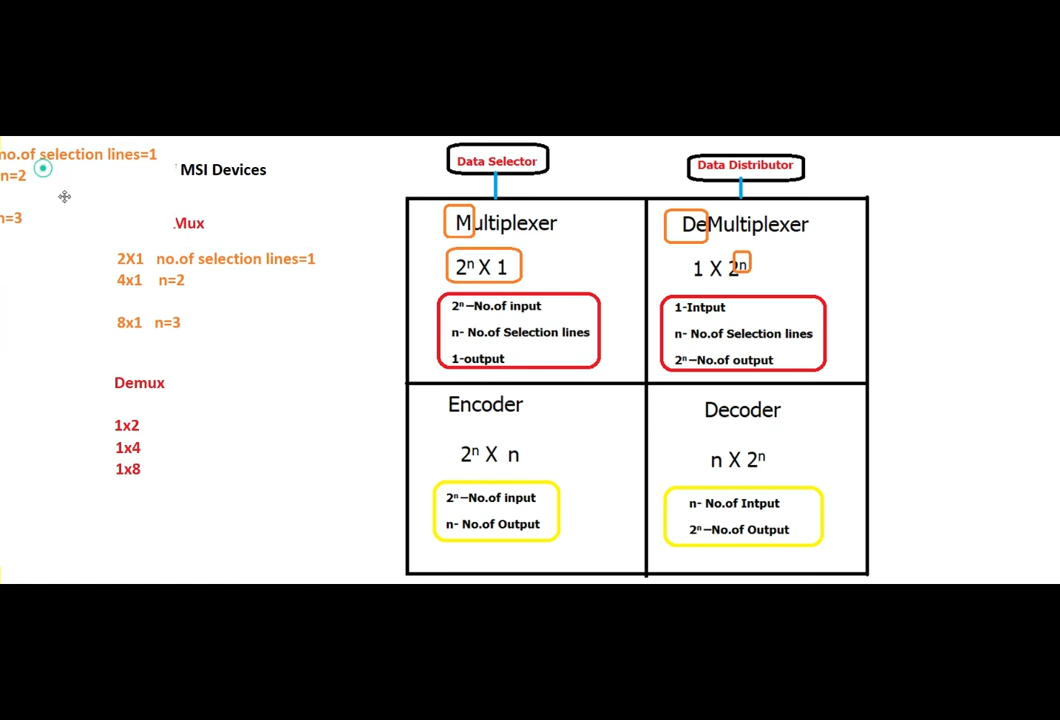 no.of selection lines=1
n=2
n=3
MSI Devices
Mux
2X1 no.of selection lines=1
4x1 n=2
8x1 n=3
Demux
1x2
1x4
1x8
Data Selector
Multiplexer
2ⁿ X 1
2ⁿ–No.of input
n- No.of Selection lines
1-output
Data Distributor
DeMultiplexer
1 X 2ⁿ
1-Intput
n- No.of Selection lines
2ⁿ–No.of output
Encoder
2ⁿ X n
2ⁿ–No.of input
n- No.of Output
Decoder
n X 2ⁿ
n- No.of Intput
2ⁿ–No.of Output